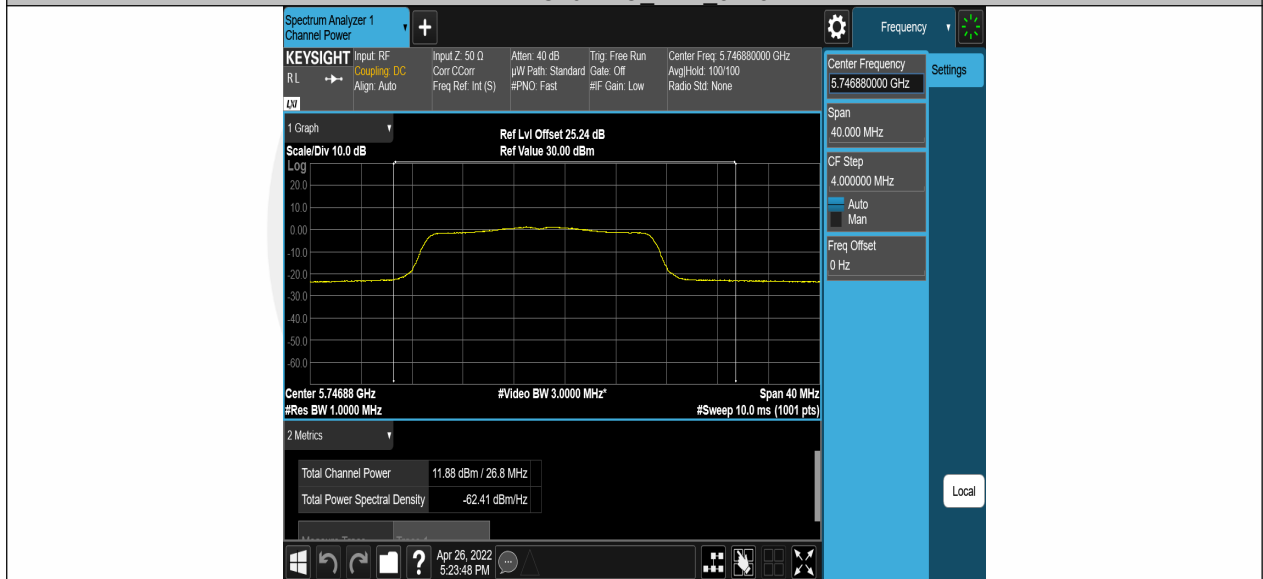 Spectrum Analyzer 1
Channel Power
+
Frequency
KEYSIGHT
RL
LXI
Input: RF
Coupling: DC
Align: Auto
Input Z: 50 Ω
Corr CCorr
Freq Ref: Int (S)
Atten: 40 dB
µW Path: Standard
#PNO: Fast
Trig: Free Run
Gate: Off
#IF Gain: Low
Center Freq: 5.746880000 GHz
Avg|Hold: 100/100
Radio Std: None
Center Frequency
5.746880000 GHz
Settings
Span
40.000 MHz
CF Step
4.000000 MHz
Auto
Man
Freq Offset
0 Hz
1 Graph
Scale/Div 10.0 dB
Ref Lvl Offset 25.24 dB
Ref Value 30.00 dBm
Log
20.0
10.0
0.00
-10.0
-20.0
-30.0
-40.0
-50.0
-60.0
Center 5.74688 GHz
#Video BW 3.0000 MHz*
Span 40 MHz
#Res BW 1.0000 MHz
#Sweep 10.0 ms (1001 pts)
2 Metrics
Total Channel Power 11.88 dBm / 26.8 MHz
Total Power Spectral Density -62.41 dBm/Hz
Local
?
Apr 26, 2022
5:23:48 PM